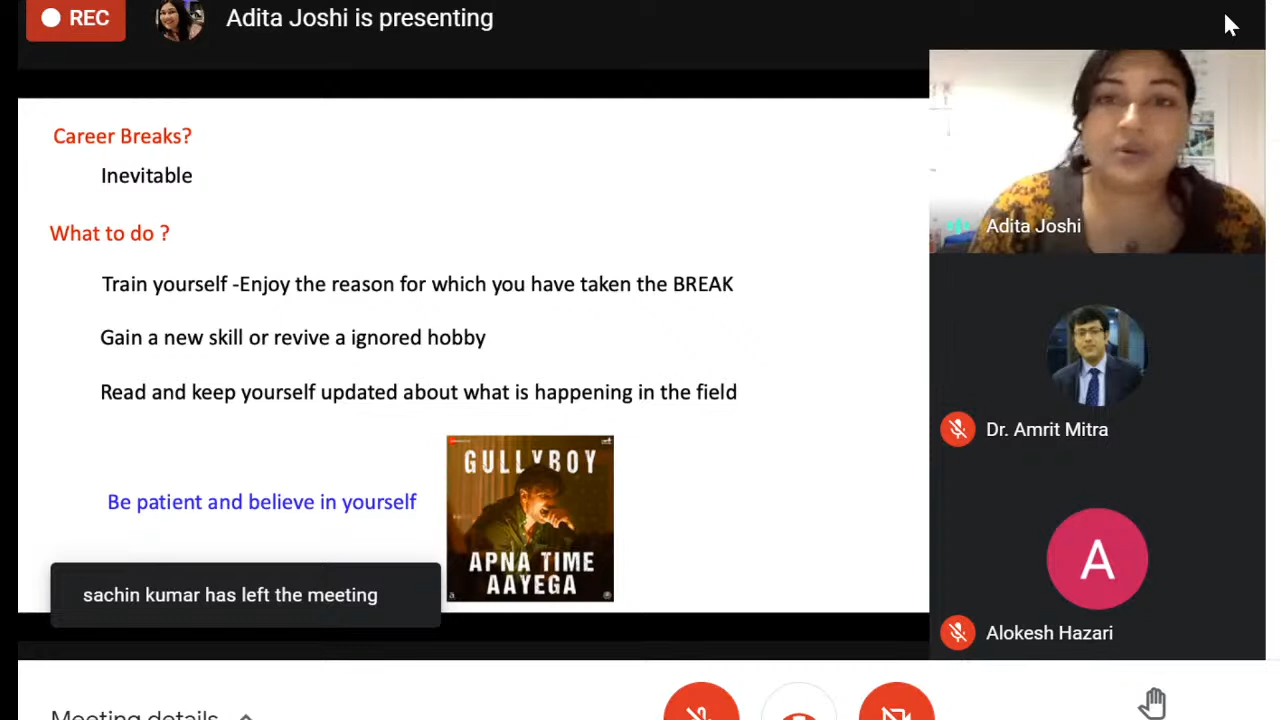 REC
Adita Joshi is presenting
Career Breaks?
Inevitable
What to do ?
Train yourself -Enjoy the reason for which you have taken the BREAK
Gain a new skill or revive a ignored hobby
Read and keep yourself updated about what is happening in the field
Be patient and believe in yourself
GULLYBOY
APNA TIME
AAYEGA
sachin kumar has left the meeting
Adita Joshi
Dr. Amrit Mitra
A
Alokesh Hazari
Meeting details